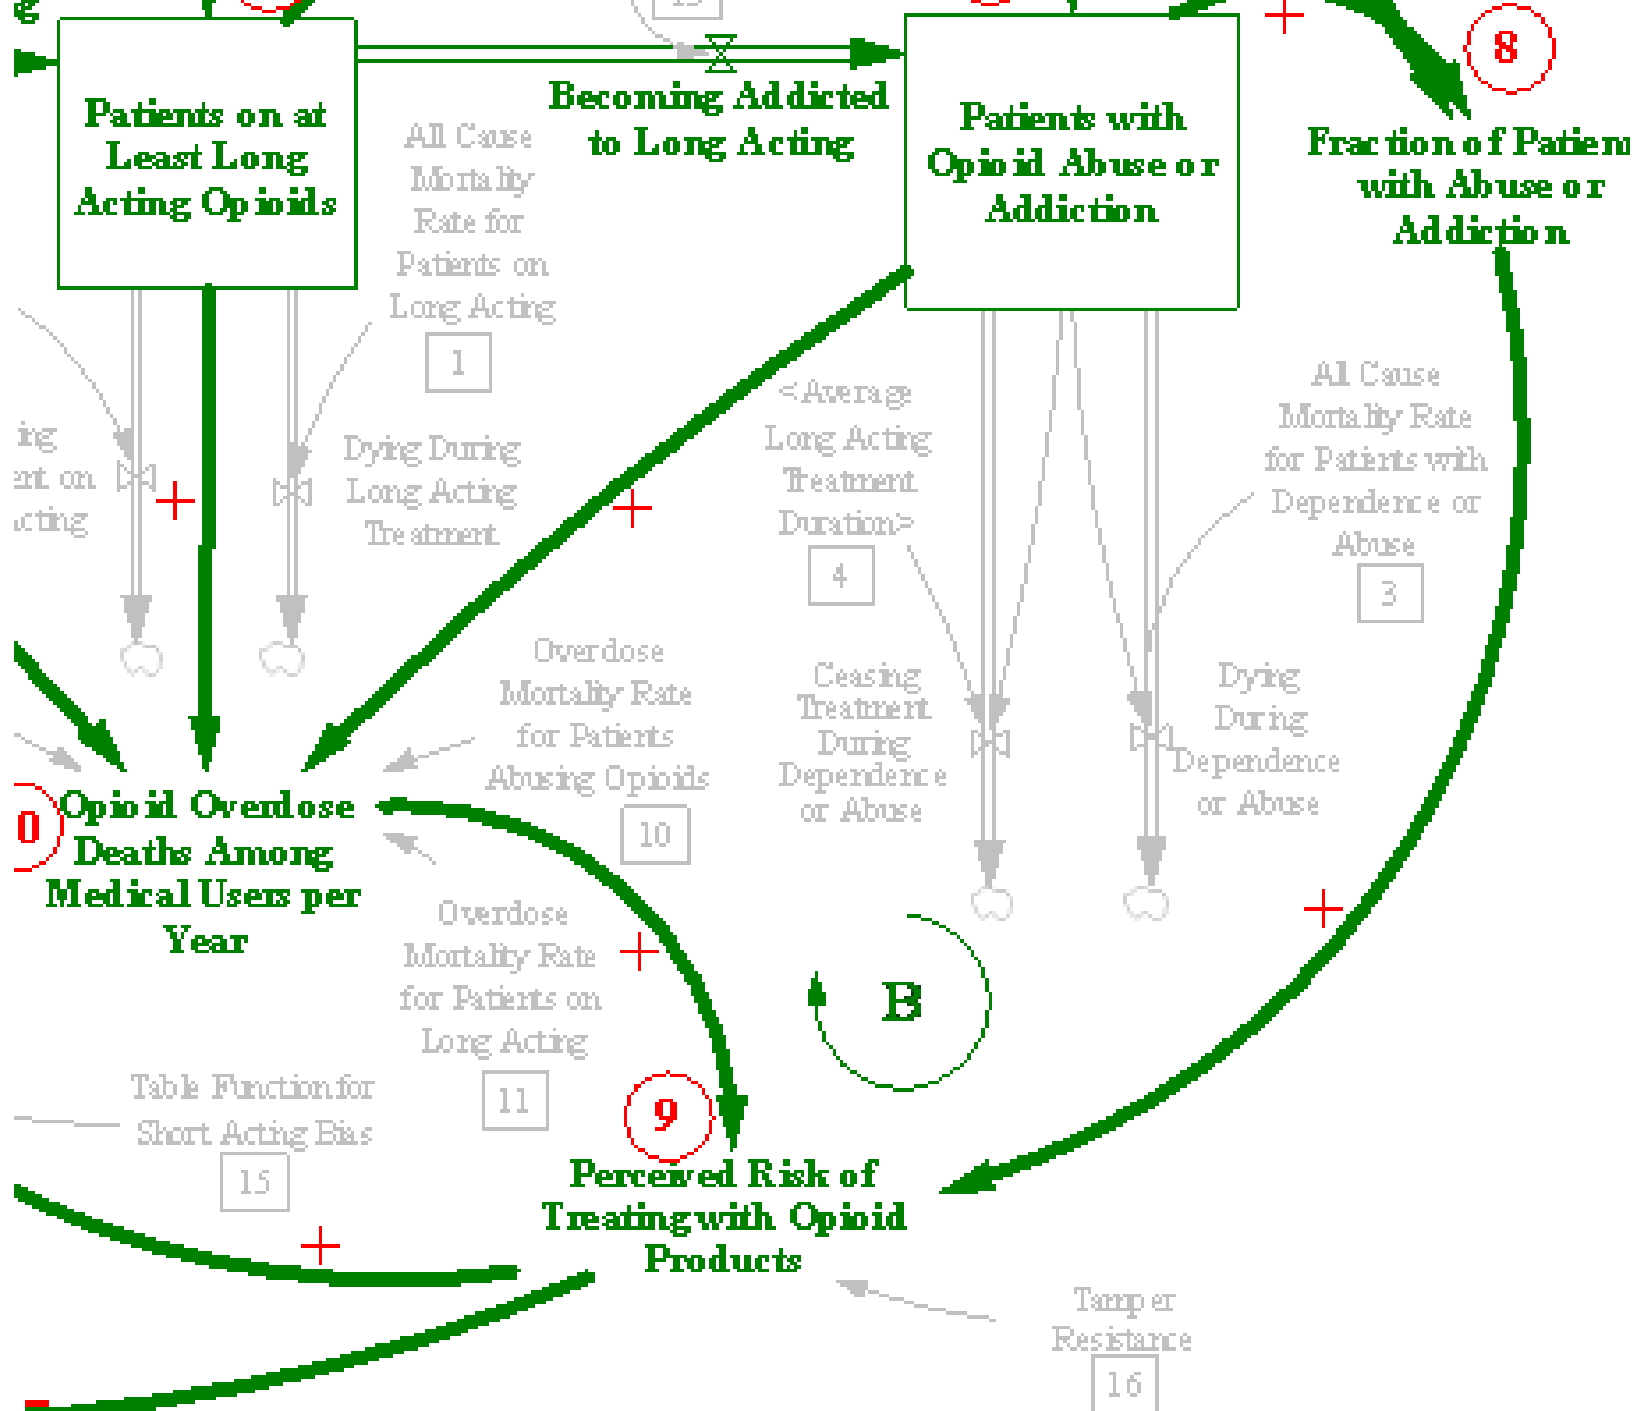 8
Patients on at
Least Long
Acting Opioids
Becoming Addicted
to Long Acting
Patients with
Opioid Abuse or
Addiction
Fraction of
with Abuse or
Addiction
+
All Cause
Mortality
Rate for
Patients on
Long Acting
1
Dying During
Long Acting
Treatment
+
+
<Average
Long Acting
Treatment
Duration>
4
All Cause
Mortality Rate
for Patients with
Dependence or
Abuse
3
Overdose
Mortality Rate
for Patients
Abusing Opioids
10
Ceasing
Treatment
During
Dependence
or Abuse
Dying
During
Dependence
or Abuse
0
Opioid Overdose
Deaths Among
Medical Users per
Year
+
+
Overdose
Mortality Rate
for Patients on
Long Acting
11
B
Table Function for
Short Acting Bias
15
9
Perceived Risk of
Treating with Opioid
Products
+
Tamper
Resistance
16